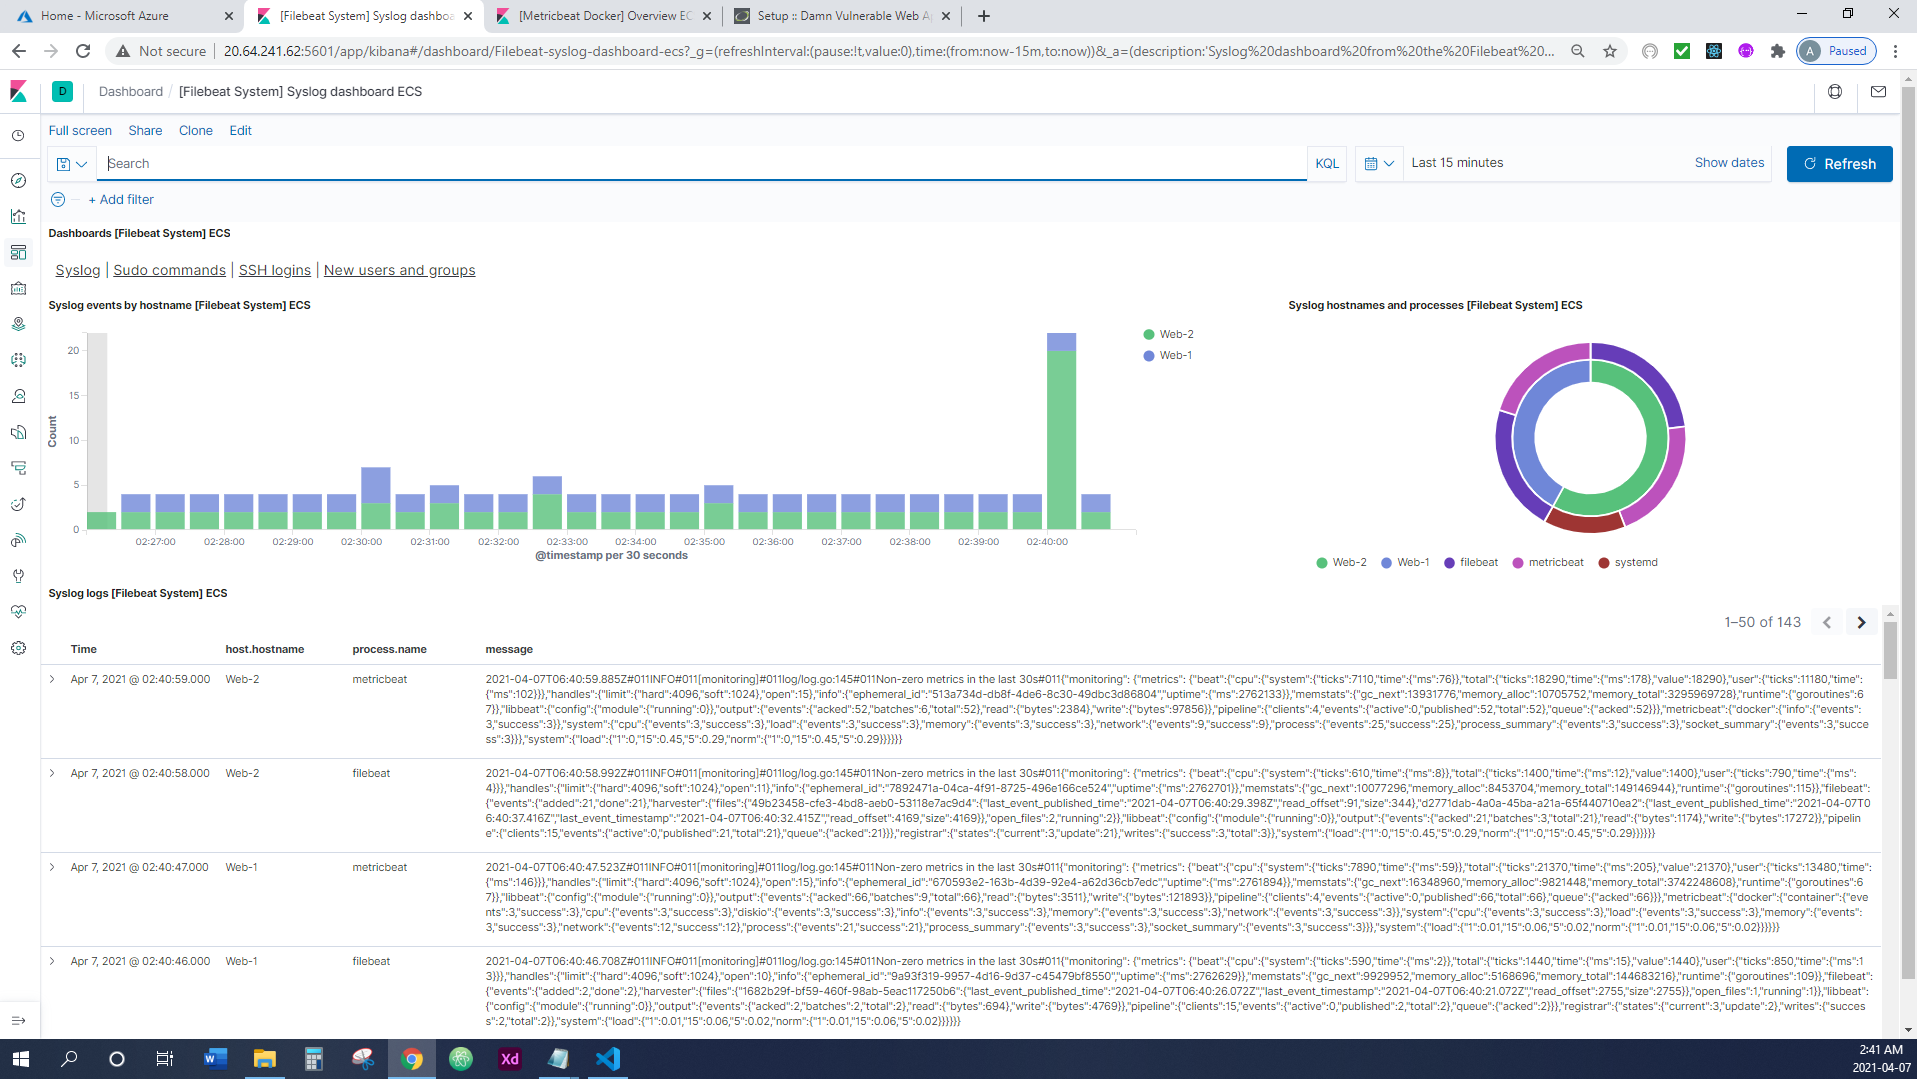 Home - Microsoft Azure
[Filebeat System] Syslog dashboa
[Metricbeat Docker] Overview EC
Setup :: Damn Vulnerable Web A
Not secure
20.64.241.62:5601/app/kibana#/dashboard/Filebeat-syslog-dashboard-ecs?_g=(refreshInterval:(pause:!t,value:0),time:(from:now-15m,to:now))&_a=(description:'Syslog%20dashboard%20from%20the%20Filebeat%20...
A Paused
D Dashboard / [Filebeat System] Syslog dashboard ECS
Full screen Share Clone Edit
Search KQL Last 15 minutes Show dates Refresh
+ Add filter
Dashboards [Filebeat System] ECS
Syslog | Sudo commands | SSH logins | New users and groups
Syslog events by hostname [Filebeat System] ECS
Count
20
15
10
5
0
02:27:00 02:28:00 02:29:00 02:30:00 02:31:00 02:32:00 02:33:00 02:34:00 02:35:00 02:36:00 02:37:00 02:38:00 02:39:00 02:40:00
@timestamp per 30 seconds
Web-2
Web-1
Syslog hostnames and processes [Filebeat System] ECS
Web-2 Web-1 filebeat metricbeat systemd
Syslog logs [Filebeat System] ECS
1–50 of 143
Time host.hostname process.name message
Apr 7, 2021 @ 02:40:59.000 Web-2 metricbeat
2021-04-07T06:40:59.885Z#011INFO#011[monitoring]#011log/log.go:145#011Non-zero metrics in the last 30s#011{"monitoring": {"metrics": {"beat":{"cpu":{"system":{"ticks":7110,"time":{"ms":76}},"total":{"ticks":18290,"time":{"ms":178},"value":18290},"user":{"ticks":11180,"time":
{"ms":102}}},"handles":{"limit":{"hard":4096,"soft":1024},"open":15},"info":{"ephemeral_id":"513a734d-db8f-4de6-8c30-49dbc3d86804","uptime":{"ms":2762133}},"memstats":{"gc_next":13931776,"memory_alloc":10705752,"memory_total":3295969728},"runtime":{"goroutines":6
7}},"libbeat":{"config":{"module":{"running":0}},"output":{"events":{"acked":52,"batches":6,"total":52},"read":{"bytes":2384},"write":{"bytes":97856}},"pipeline":{"clients":4,"events":{"active":0,"published":52,"total":52},"queue":{"acked":52}}},"metricbeat":{"docker":{"info":{"events":
3,"success":3}},"system":{"cpu":{"events":3,"success":3},"load":{"events":3,"success":3},"memory":{"events":3,"success":3},"network":{"events":9,"success":9},"process":{"events":25,"success":25},"process_summary":{"events":3,"success":3},"socket_summary":{"events":3,"succe
ss":3}}},"system":{"load":{"1":0,"15":0.45,"5":0.29,"norm":{"1":0,"15":0.45,"5":0.29}}}}}}
Apr 7, 2021 @ 02:40:58.000 Web-2 filebeat
2021-04-07T06:40:58.992Z#011INFO#011[monitoring]#011log/log.go:145#011Non-zero metrics in the last 30s#011{"monitoring": {"metrics": {"beat":{"cpu":{"system":{"ticks":610,"time":{"ms":8}},"total":{"ticks":1400,"time":{"ms":12},"value":1400},"user":{"ticks":790,"time":{"ms":
4}}},"handles":{"limit":{"hard":4096,"soft":1024},"open":11},"info":{"ephemeral_id":"7892471a-04ca-4f91-8725-496e166ce524","uptime":{"ms":2762701}},"memstats":{"gc_next":10077296,"memory_alloc":8453704,"memory_total":149146944},"runtime":{"goroutines":115}},"filebeat":
{"events":{"added":21,"done":21},"harvester":{"files":{"49b23458-cfe3-4bd8-aeb0-53118e7ac9d4":{"last_event_published_time":"2021-04-07T06:40:29.398Z","read_offset":91,"size":344},"d2771dab-4a0a-45ba-a21a-65f440710ea2":{"last_event_published_time":"2021-04-07T0
6:40:37.416Z","last_event_timestamp":"2021-04-07T06:40:32.415Z","read_offset":4169,"size":4169}},"open_files":2,"running":2}},"libbeat":{"config":{"module":{"running":0}},"output":{"events":{"acked":21,"batches":3,"total":21},"read":{"bytes":1174},"write":{"bytes":17272}},"pipelin
e":{"clients":15,"events":{"active":0,"published":21,"total":21},"queue":{"acked":21}}},"registrar":{"states":{"current":3,"update":21},"writes":{"success":3,"total":3}},"system":{"load":{"1":0,"15":0.45,"5":0.29,"norm":{"1":0,"15":0.45,"5":0.29}}}}}}
Apr 7, 2021 @ 02:40:47.000 Web-1 metricbeat
2021-04-07T06:40:47.523Z#011INFO#011[monitoring]#011log/log.go:145#011Non-zero metrics in the last 30s#011{"monitoring": {"metrics": {"beat":{"cpu":{"system":{"ticks":7890,"time":{"ms":59}},"total":{"ticks":21370,"time":{"ms":205},"value":21370},"user":{"ticks":13480,"time":
{"ms":146}}},"handles":{"limit":{"hard":4096,"soft":1024},"open":15},"info":{"ephemeral_id":"670593e2-163b-4d39-92e4-a62d36cb7edc","uptime":{"ms":2761894}},"memstats":{"gc_next":16348960,"memory_alloc":9821448,"memory_total":3742248608},"runtime":{"goroutines":6
7}},"libbeat":{"config":{"module":{"running":0}},"output":{"events":{"acked":66,"batches":9,"total":66},"read":{"bytes":3511},"write":{"bytes":121893}},"pipeline":{"clients":4,"events":{"active":0,"published":66,"total":66},"queue":{"acked":66}}},"metricbeat":{"docker":{"container":{"eve
nts":3,"success":3},"cpu":{"events":3,"success":3},"diskio":{"events":3,"success":3},"info":{"events":3,"success":3},"memory":{"events":3,"success":3},"network":{"events":3,"success":3}},"system":{"cpu":{"events":3,"success":3},"load":{"events":3,"success":3},"memory":{"events":
3,"success":3},"network":{"events":12,"success":12},"process":{"events":21,"success":21},"process_summary":{"events":3,"success":3},"socket_summary":{"events":3,"success":3}}},"system":{"load":{"1":0.01,"15":0.06,"5":0.02,"norm":{"1":0.01,"15":0.06,"5":0.02}}}}}}
Apr 7, 2021 @ 02:40:46.000 Web-1 filebeat
2021-04-07T06:40:46.708Z#011INFO#011[monitoring]#011log/log.go:145#011Non-zero metrics in the last 30s#011{"monitoring": {"metrics": {"beat":{"cpu":{"system":{"ticks":590,"time":{"ms":2}},"total":{"ticks":1440,"time":{"ms":15},"value":1440},"user":{"ticks":850,"time":{"ms":1
3}}},"handles":{"limit":{"hard":4096,"soft":1024},"open":10},"info":{"ephemeral_id":"9a93f319-9957-4d16-9d37-c45479bf8550","uptime":{"ms":2762629}},"memstats":{"gc_next":9929952,"memory_alloc":5168696,"memory_total":144683216},"runtime":{"goroutines":109}},"filebeat":
{"events":{"added":2,"done":2},"harvester":{"files":{"1682b29f-bf59-460f-98ab-5eac117250b6":{"last_event_published_time":"2021-04-07T06:40:26.072Z","last_event_timestamp":"2021-04-07T06:40:21.072Z","read_offset":2755,"size":2755}},"open_files":1,"running":1}},"libbeat":
{"config":{"module":{"running":0}},"output":{"events":{"acked":2,"batches":2,"total":2},"read":{"bytes":694},"write":{"bytes":4769}},"pipeline":{"clients":15,"events":{"active":0,"published":2,"total":2},"queue":{"acked":2}}},"registrar":{"states":{"current":3,"update":2},"writes":{"succes
s":2,"total":2}},"system":{"load":{"1":0.01,"15":0.06,"5":0.02,"norm":{"1":0.01,"15":0.06,"5":0.02}}}}}}
W
Xd
2:41 AM
2021-04-07